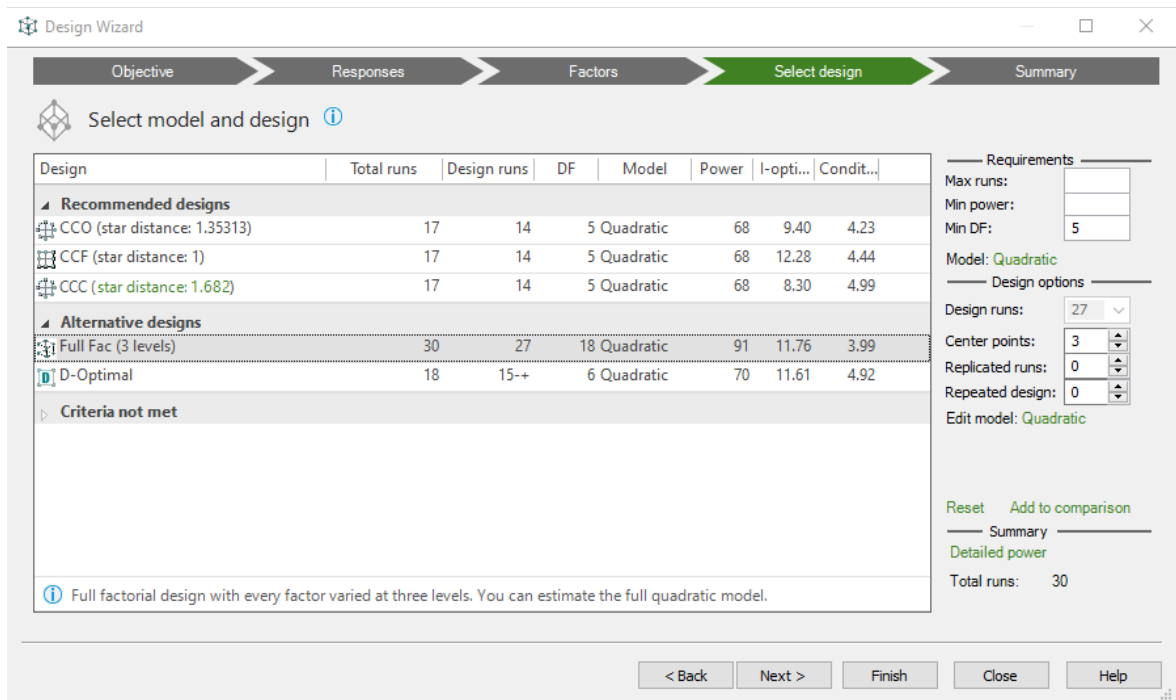 Design Wizard
Objective Responses Factors Select design Summary
Select model and design
Design Total runs Design runs DF Model Power I-opti... Condit...
Recommended designs
CCO (star distance: 1.35313) 17 14 5 Quadratic 68 9.40 4.23
CCF (star distance: 1) 17 14 5 Quadratic 68 12.28 4.44
CCC (star distance: 1.682) 17 14 5 Quadratic 68 8.30 4.99
Alternative designs
Full Fac (3 levels) 30 27 18 Quadratic 91 11.76 3.99
D-Optimal 18 15-+ 6 Quadratic 70 11.61 4.92
Criteria not met
Full factorial design with every factor varied at three levels. You can estimate the full quadratic model.
Requirements
Max runs:
Min power:
Min DF: 5
Model: Quadratic
Design options
Design runs: 27
Center points: 3
Replicated runs: 0
Repeated design: 0
Edit model: Quadratic
Reset Add to comparison
Summary
Detailed power
Total runs: 30
< Back Next > Finish Close Help